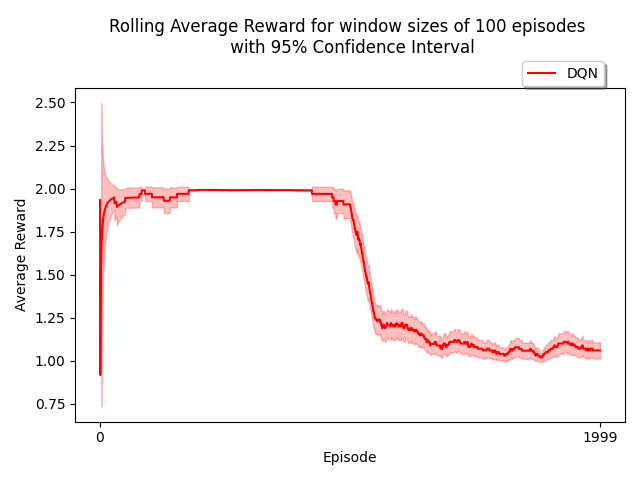 Rolling Average Reward for window sizes of 100 episodes
with 95% Confidence Interval
DQN
2.50
2.25
2.00
1.75
1.50
1.25
1.00
0.75
Average Reward
0 1999
Episode